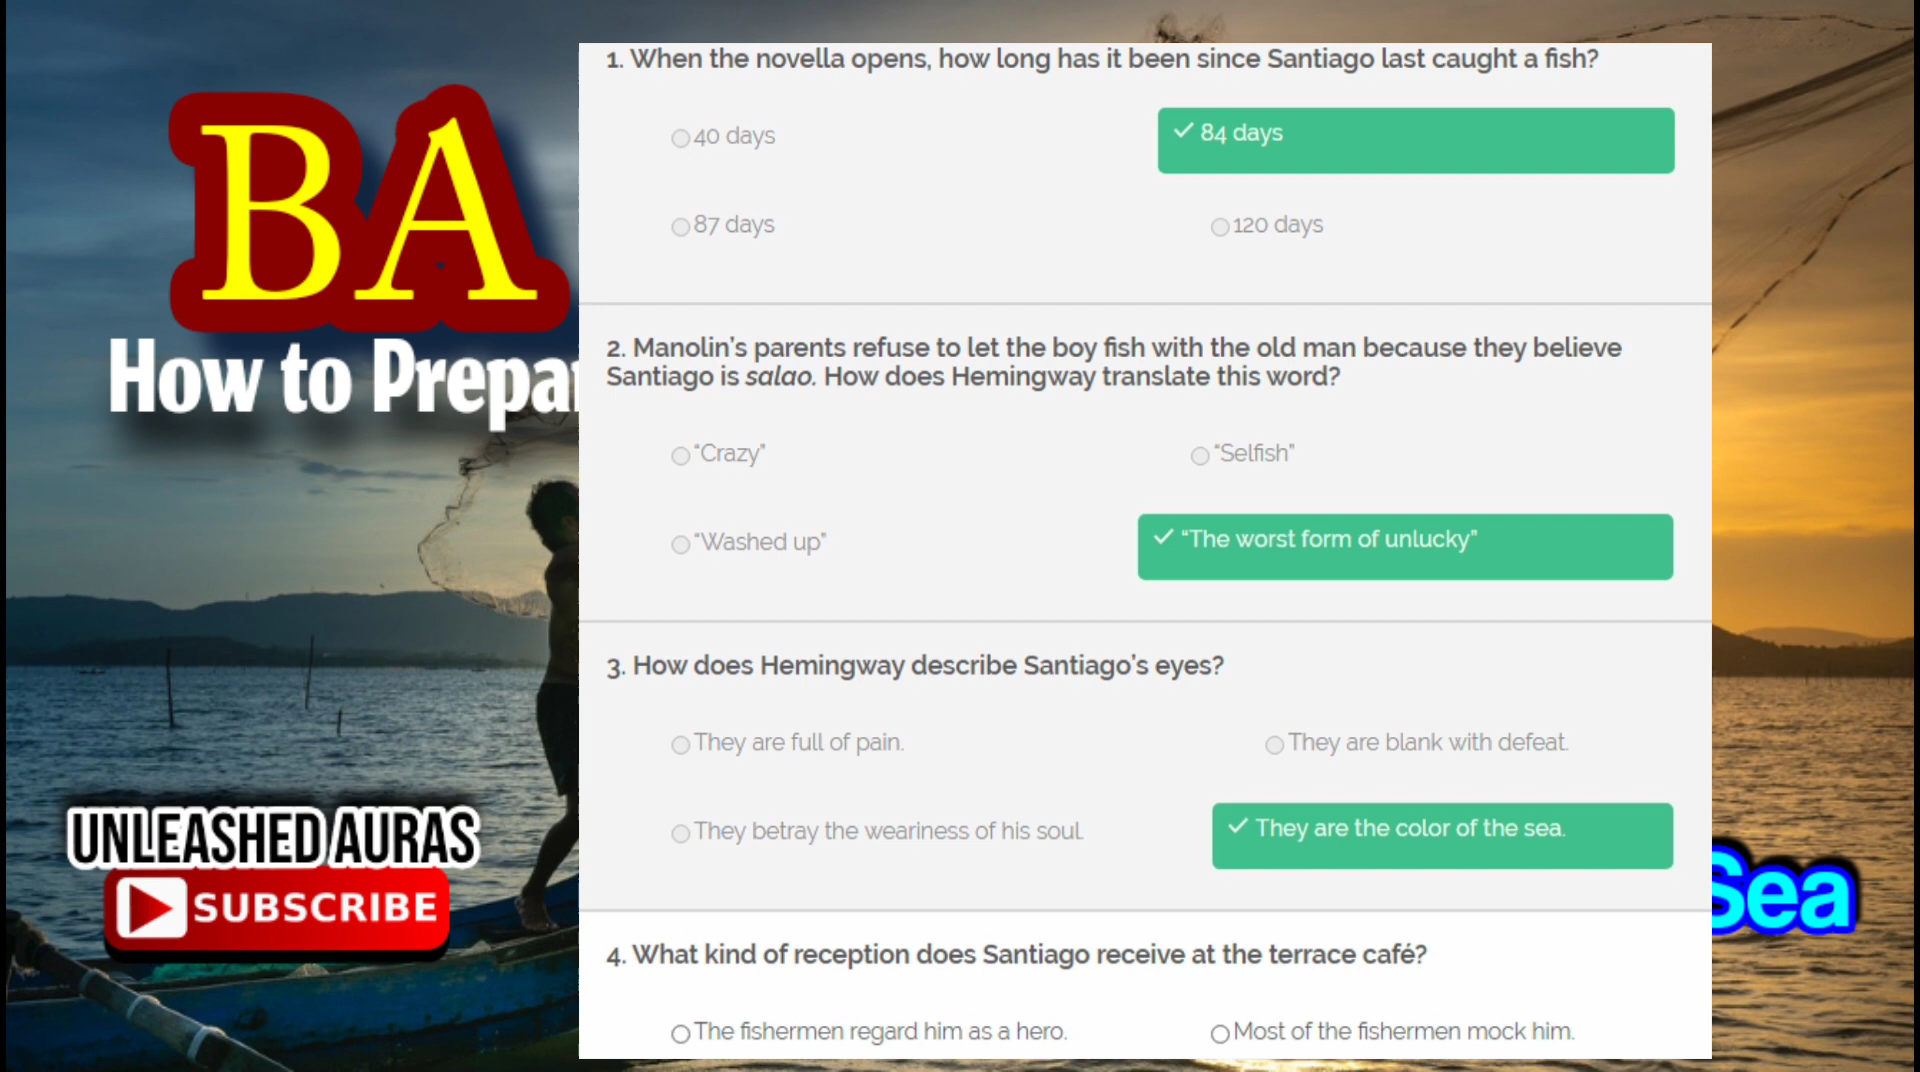 BA
How to Prepa
UNLEASHED AURAS
SUBSCRIBE
1. When the novella opens, how long has it been since Santiago last caught a fish?
40 days
84 days
87 days
120 days
2. Manolin's parents refuse to let the boy fish with the old man because they believe
Santiago is salao. How does Hemingway translate this word?
"Crazy"
"Selfish"
"Washed up"
"The worst form of unlucky"
3. How does Hemingway describe Santiago's eyes?
They are full of pain.
They are blank with defeat.
They betray the weariness of his soul.
They are the color of the sea.
4. What kind of reception does Santiago receive at the terrace café?
The fishermen regard him as a hero.
Most of the fishermen mock him.
Sea